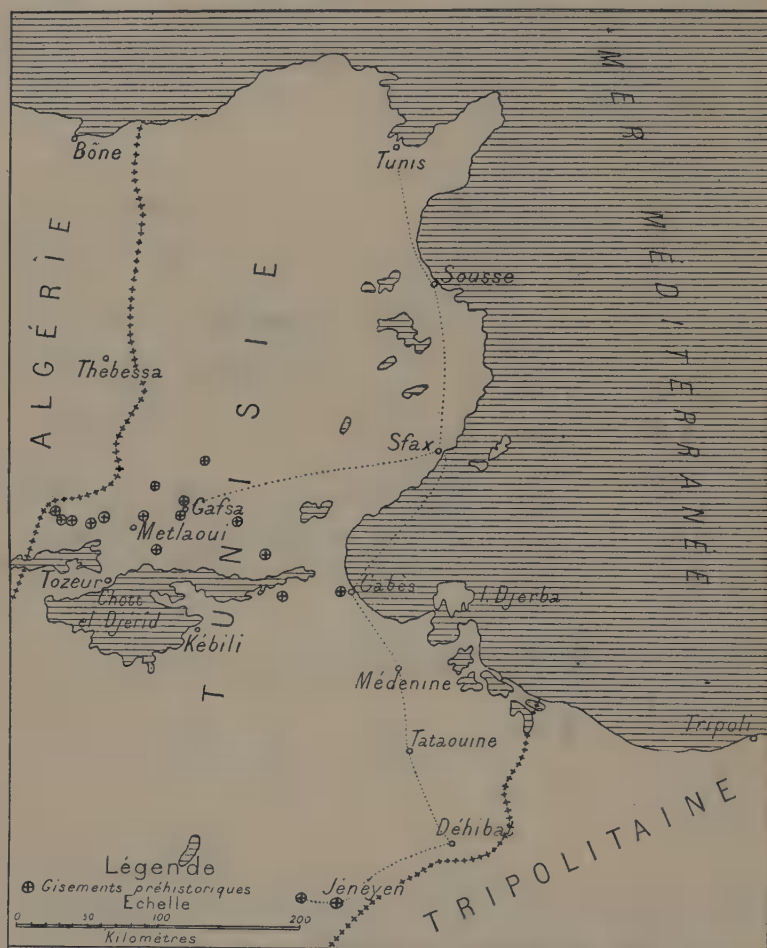 MER MÉDITERRANÉE
Bône
Tunis
ALGÉRIE
TUNISIE
Sousse
Thébessa
Sfax
Gafsa
Metlaoui
Tozeur
Chott
el Djérid
Kébili
Gabès
I. Djerba
Médenine
Tripoli
Tataouine
Déhibat
TRIPOLITAINE
Jeneyen
Légende
Gisements préhistoriques
Echelle
0 50 100 200
Kilomètres